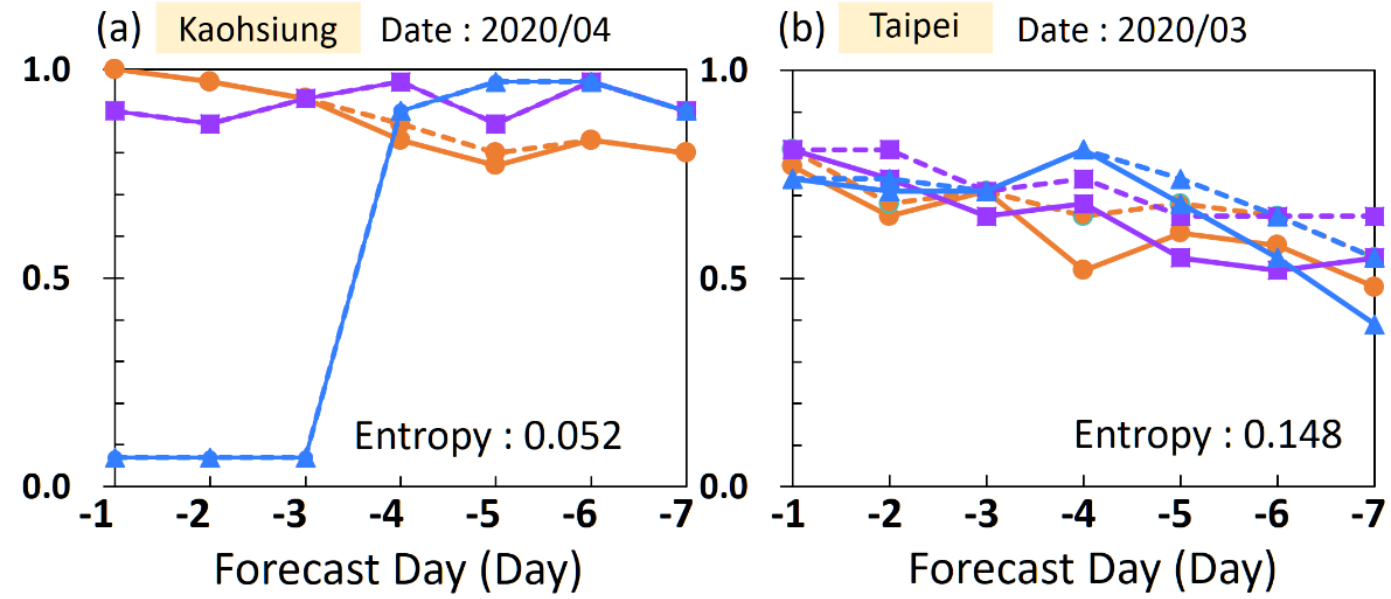 (a) Kaohsiung Date : 2020/04
1.0
0.5
0.0
-1 -2 -3 -4 -5 -6 -7
Forecast Day (Day)
Entropy : 0.052
(b) Taipei Date : 2020/03
1.0
0.5
0.0
-1 -2 -3 -4 -5 -6 -7
Forecast Day (Day)
Entropy : 0.148